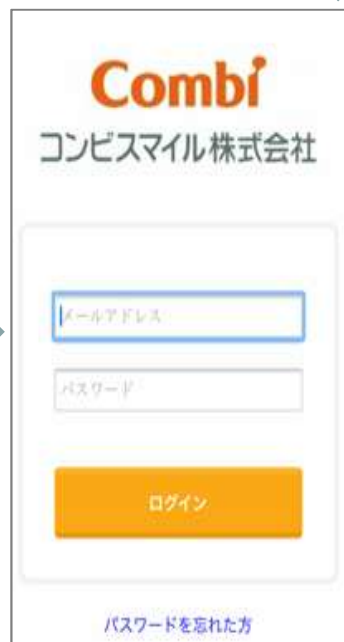 Combi
コンビスマイル株式会社
メールアドレス
パスワード
ログイン
パスワードを忘れた方